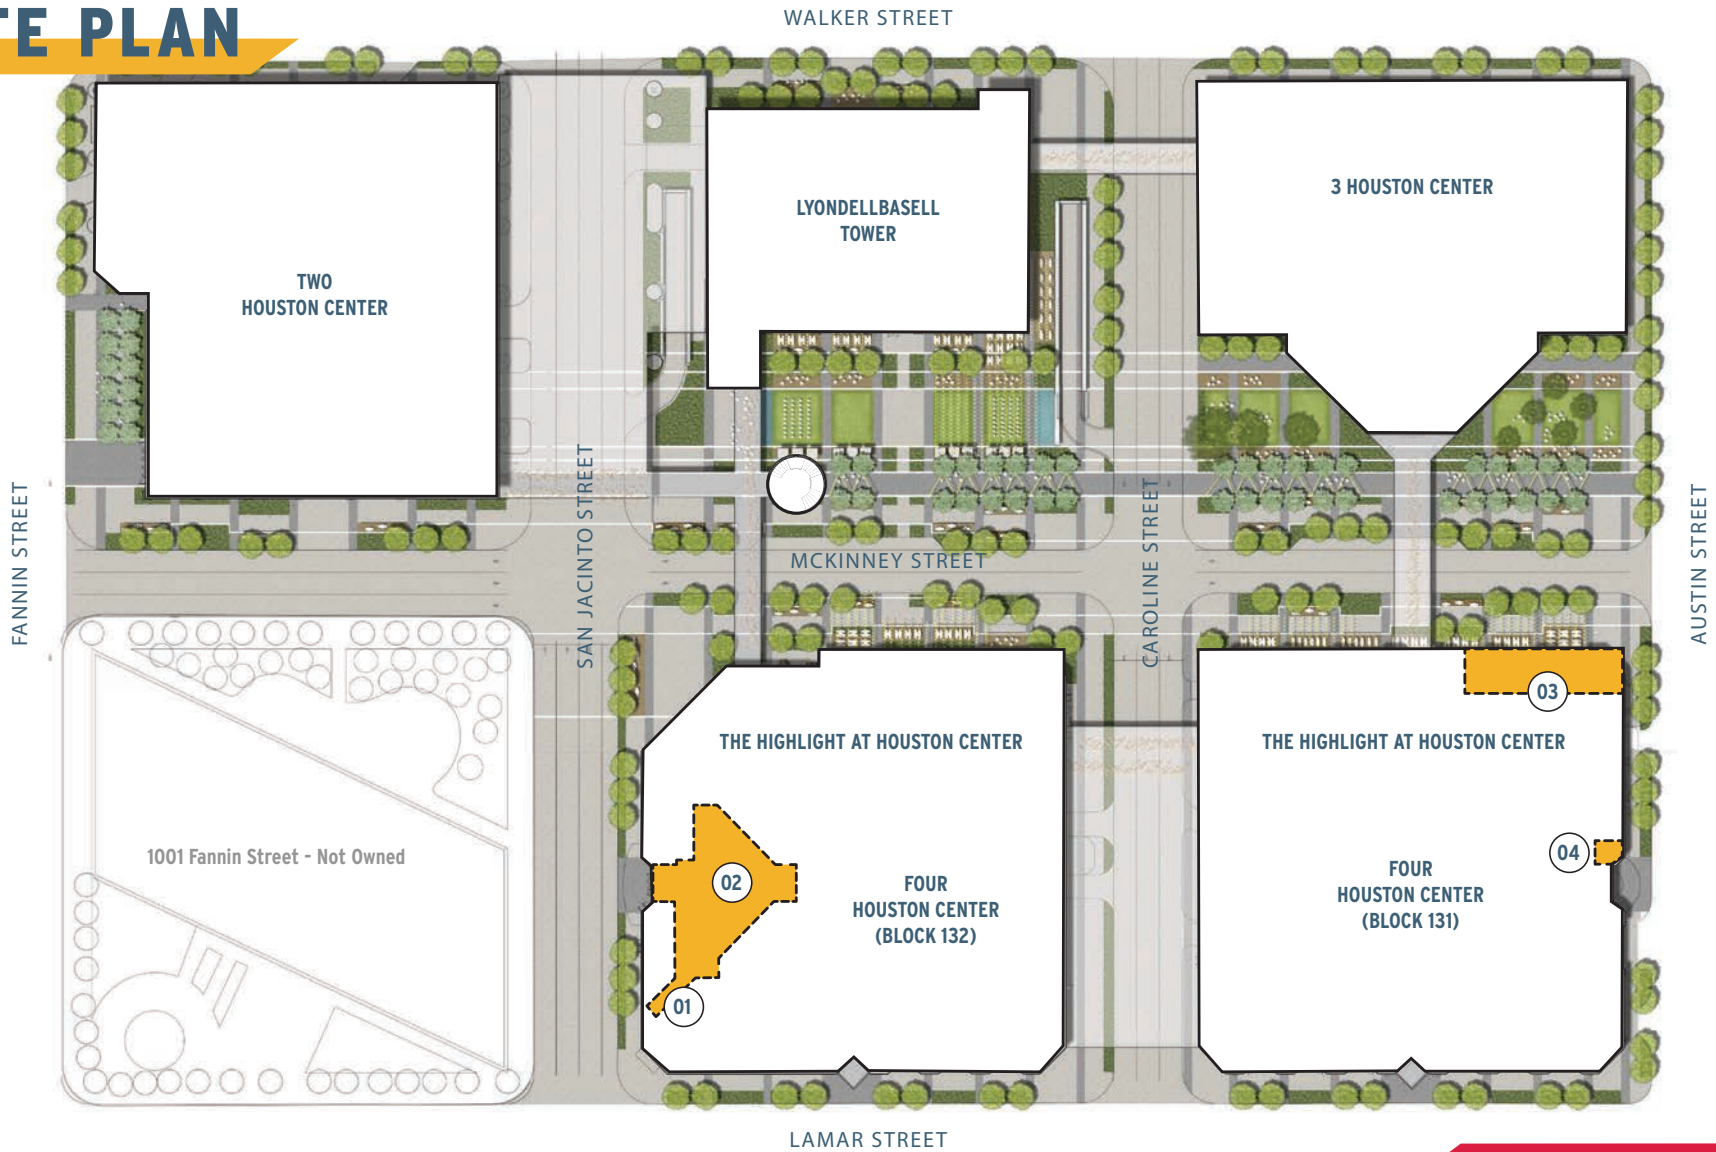 TE PLAN
WALKER STREET
TWO
HOUSTON CENTER
LYONDELLBASELL
TOWER
3 HOUSTON CENTER
FANNIN STREET
SAN JACINTO STREET
MCKINNEY STREET
CAROLINE STREET
AUSTIN STREET
1001 Fannin Street - Not Owned
THE HIGHLIGHT AT HOUSTON CENTER
02
01
FOUR
HOUSTON CENTER
(BLOCK 132)
03
THE HIGHLIGHT AT HOUSTON CENTER
04
FOUR
HOUSTON CENTER
(BLOCK 131)
LAMAR STREET